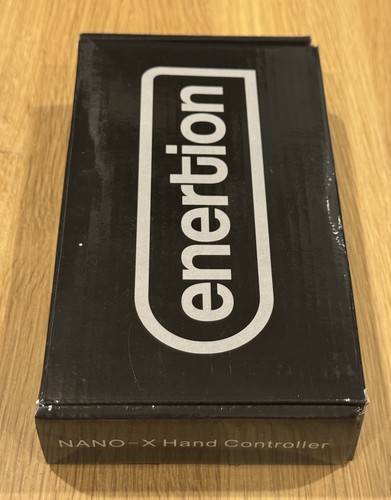 enertion
NANO-X Hand Controller